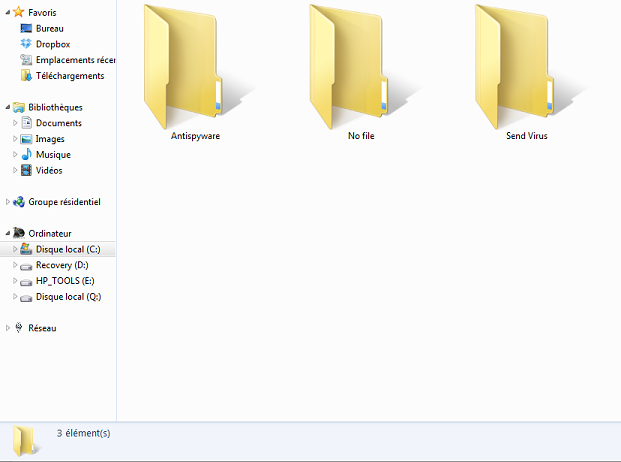 Favoris
Bureau
Dropbox
Emplacements récer
Téléchargements
Bibliothèques
Documents
Images
Musique
Vidéos
Groupe résidentiel
Ordinateur
Disque local (C:)
Recovery (D:)
HP_TOOLS (E:)
Disque local (Q:)
Réseau
Antispyware
No file
Send Virus
3 élément(s)